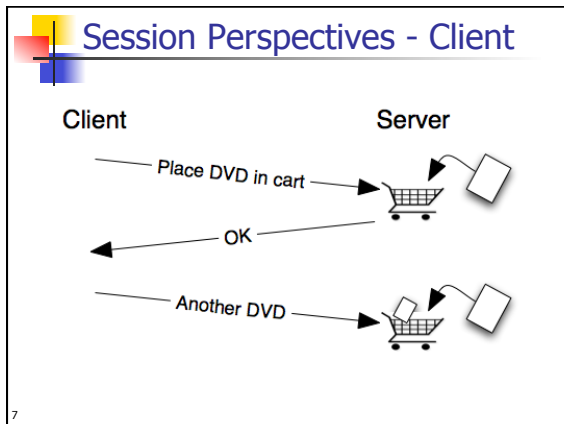 Session Perspectives - Client
Client
Server
Place DVD in cart
OK
Another DVD
7